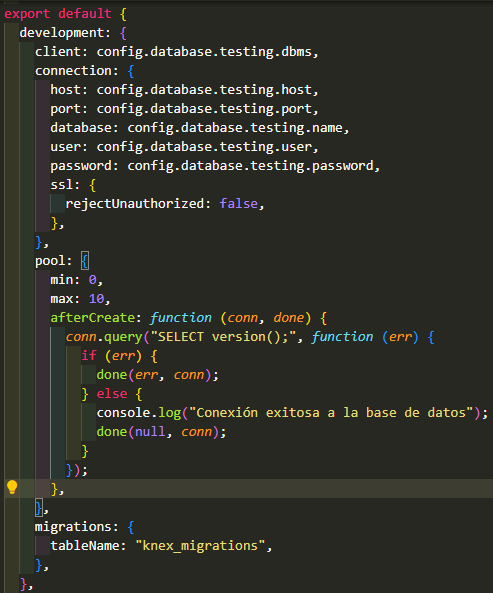 export default {
  development: {
    client: config.database.testing.dbms,
    connection: {
      host: config.database.testing.host,
      port: config.database.testing.port,
      database: config.database.testing.name,
      user: config.database.testing.user,
      password: config.database.testing.password,
      ssl: {
        rejectUnauthorized: false,
      },
    },
    pool: {
      min: 0,
      max: 10,
      afterCreate: function (conn, done) {
        conn.query("SELECT version();", function (err) {
          if (err) {
            done(err, conn);
          } else {
            console.log("Conexión exitosa a la base de datos");
            done(null, conn);
          }
        });
      },
    },
    migrations: {
      tableName: "knex_migrations",
    },
  },